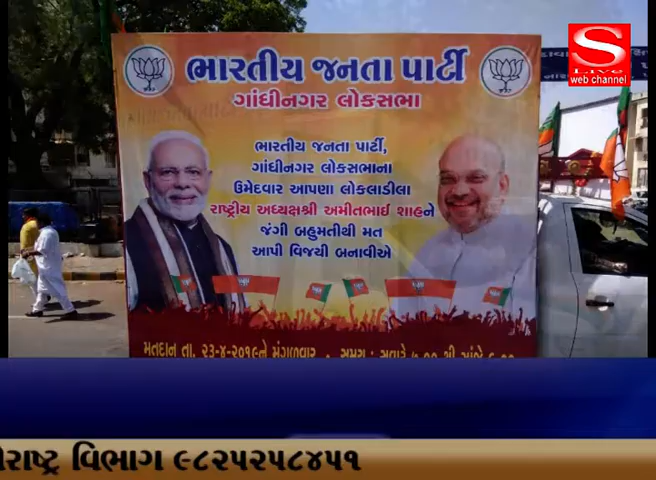 ભારતીય જનતા પાર્ટી
ગાંધીનગર લોકસભા
ભારતીય જનતા પાર્ટી,
ગાંધીનગર લોકસભાના
ઉમેદવાર આપણા લોકલાડીલા
રાષ્ટ્રીય અધ્યક્ષશ્રી અમીતભાઈ શાહને
જંગી બહુમતીથી મત
આપી વિજયી બનાવીએ
મતદાન તા. ૨૩-૪-૨૦૧૯ને મંગળવાર
S
Live
web channel
વિભાગ ૯૮૨૫૨૫૮૪૫૧